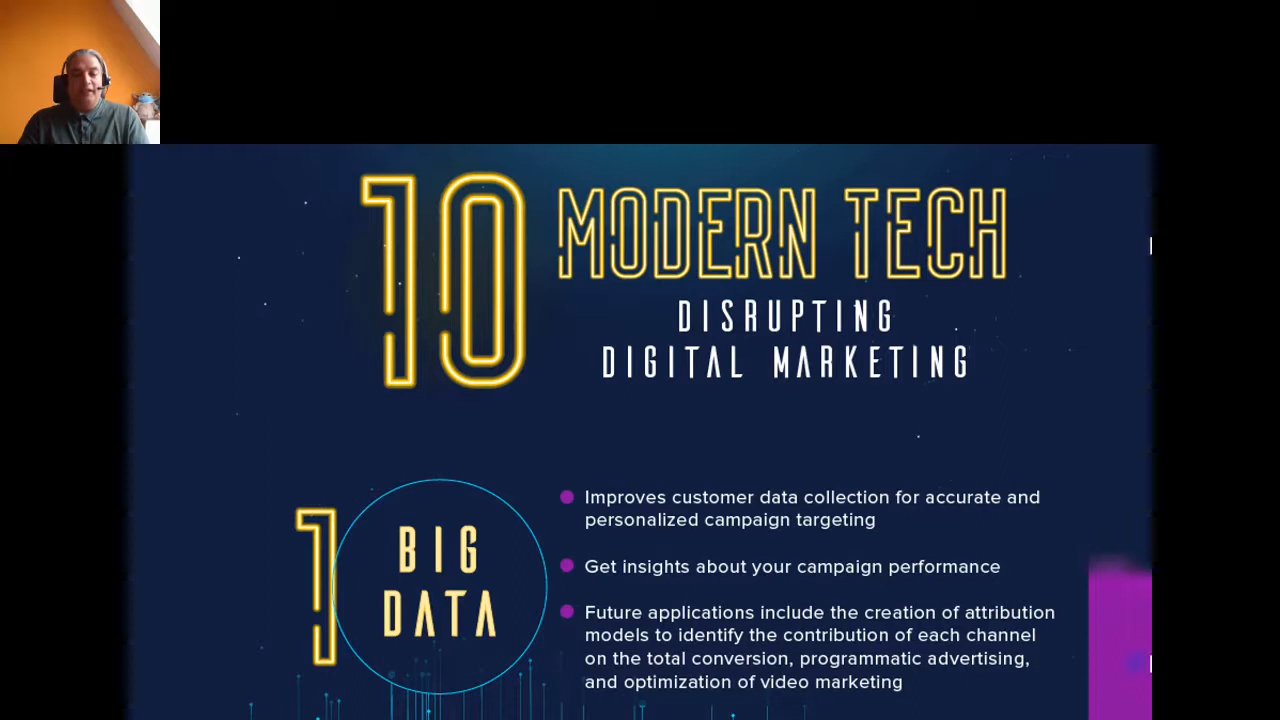 10 MODERN TECH
DISRUPTING
DIGITAL MARKETING
1
BIG
DATA
Improves customer data collection for accurate and
personalized campaign targeting
Get insights about your campaign performance
Future applications include the creation of attribution
models to identify the contribution of each channel
on the total conversion, programmatic advertising,
and optimization of video marketing